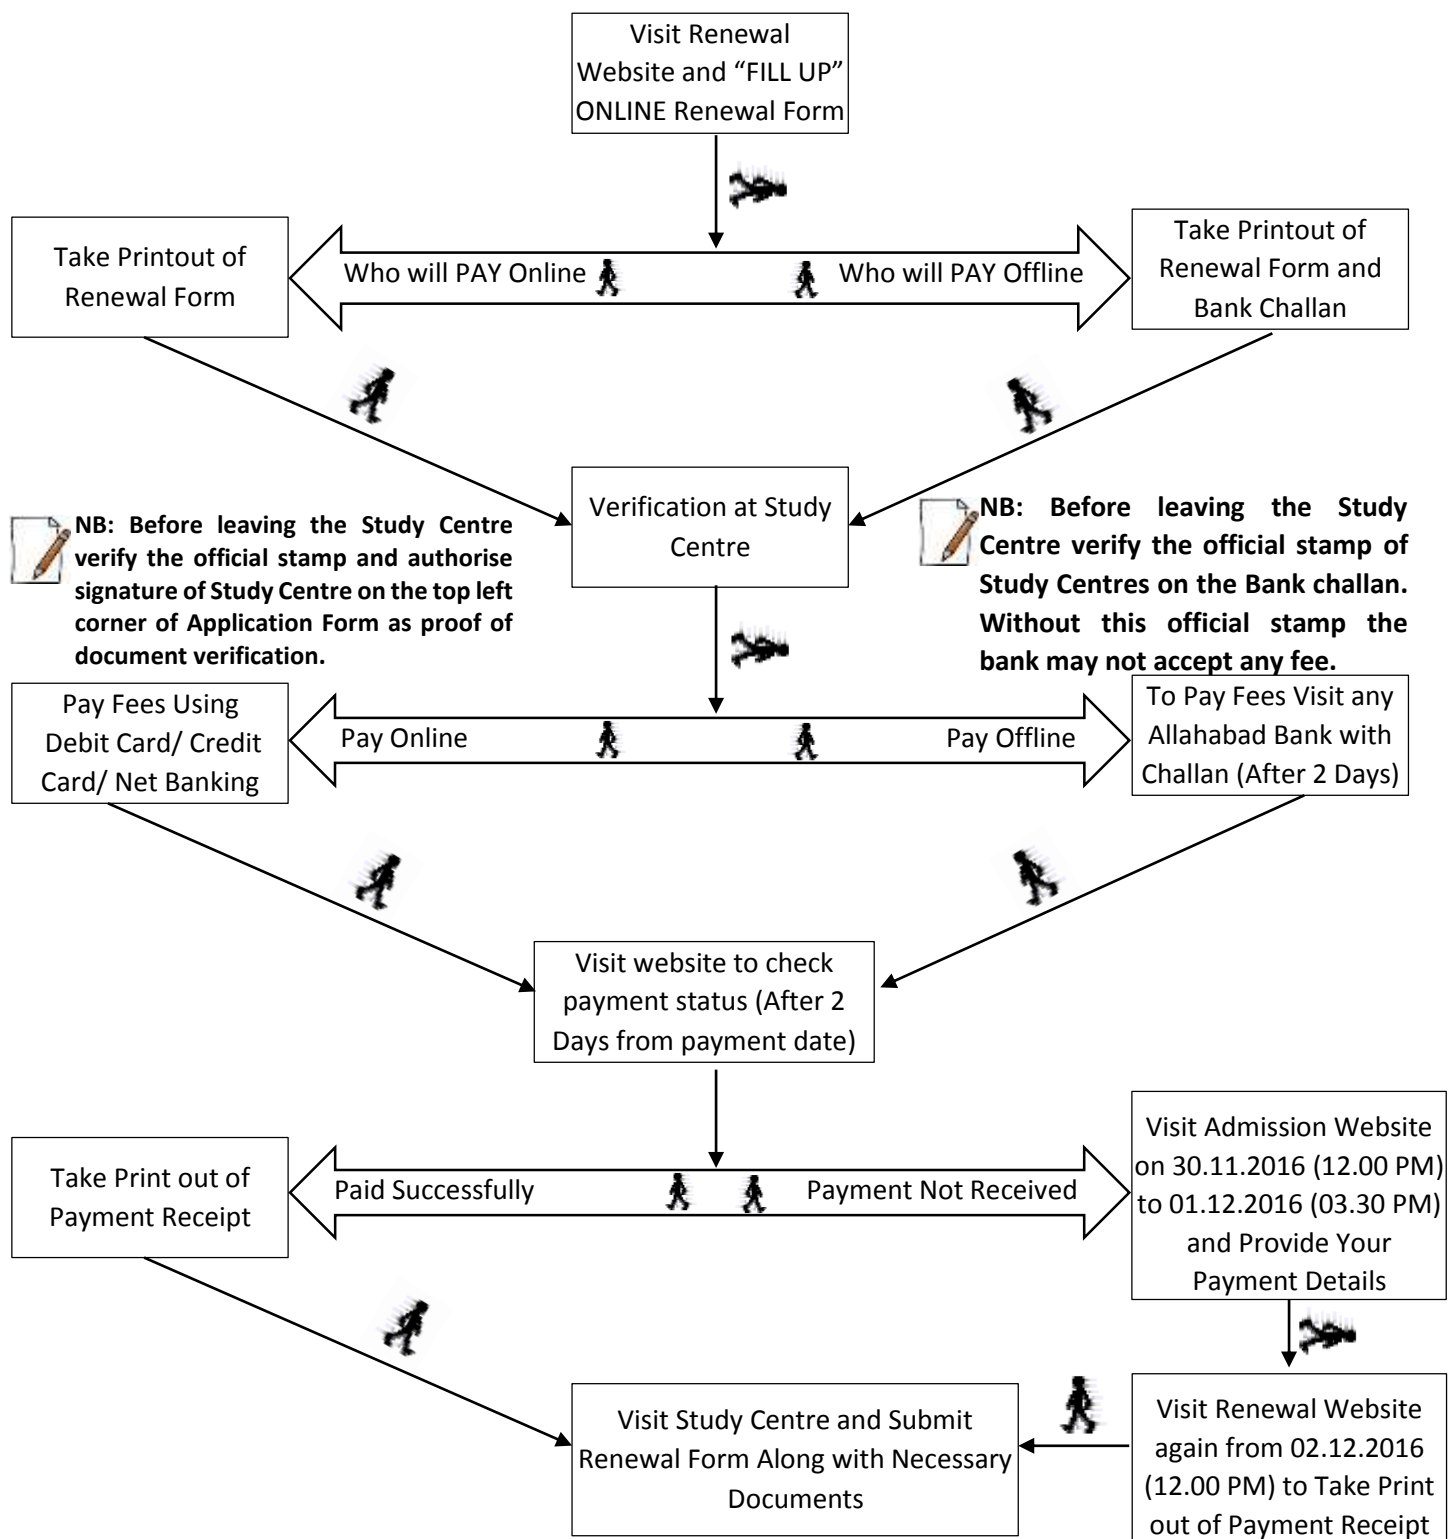 Visit Renewal
Website and “FILL UP”
ONLINE Renewal Form
Take Printout of
Renewal Form
Who will PAY Online
Who will PAY Offline
Take Printout of
Renewal Form and
Bank Challan
Verification at Study
Centre
NB: Before leaving the Study Centre
verify the official stamp and authorise
signature of Study Centre on the top left
corner of Application Form as proof of
document verification.
NB: Before leaving the Study
Centre verify the official stamp of
Study Centres on the Bank challan.
Without this official stamp the
bank may not accept any fee.
Pay Fees Using
Debit Card/ Credit
Card/ Net Banking
Pay Online
Pay Offline
To Pay Fees Visit any
Allahabad Bank with
Challan (After 2 Days)
Visit website to check
payment status (After 2
Days from payment date)
Take Print out of
Payment Receipt
Paid Successfully
Payment Not Received
Visit Admission Website
on 30.11.2016 (12.00 PM)
to 01.12.2016 (03.30 PM)
and Provide Your
Payment Details
Visit Study Centre and Submit
Renewal Form Along with Necessary
Documents
Visit Renewal Website
again from 02.12.2016
(12.00 PM) to Take Print
out of Payment Receipt